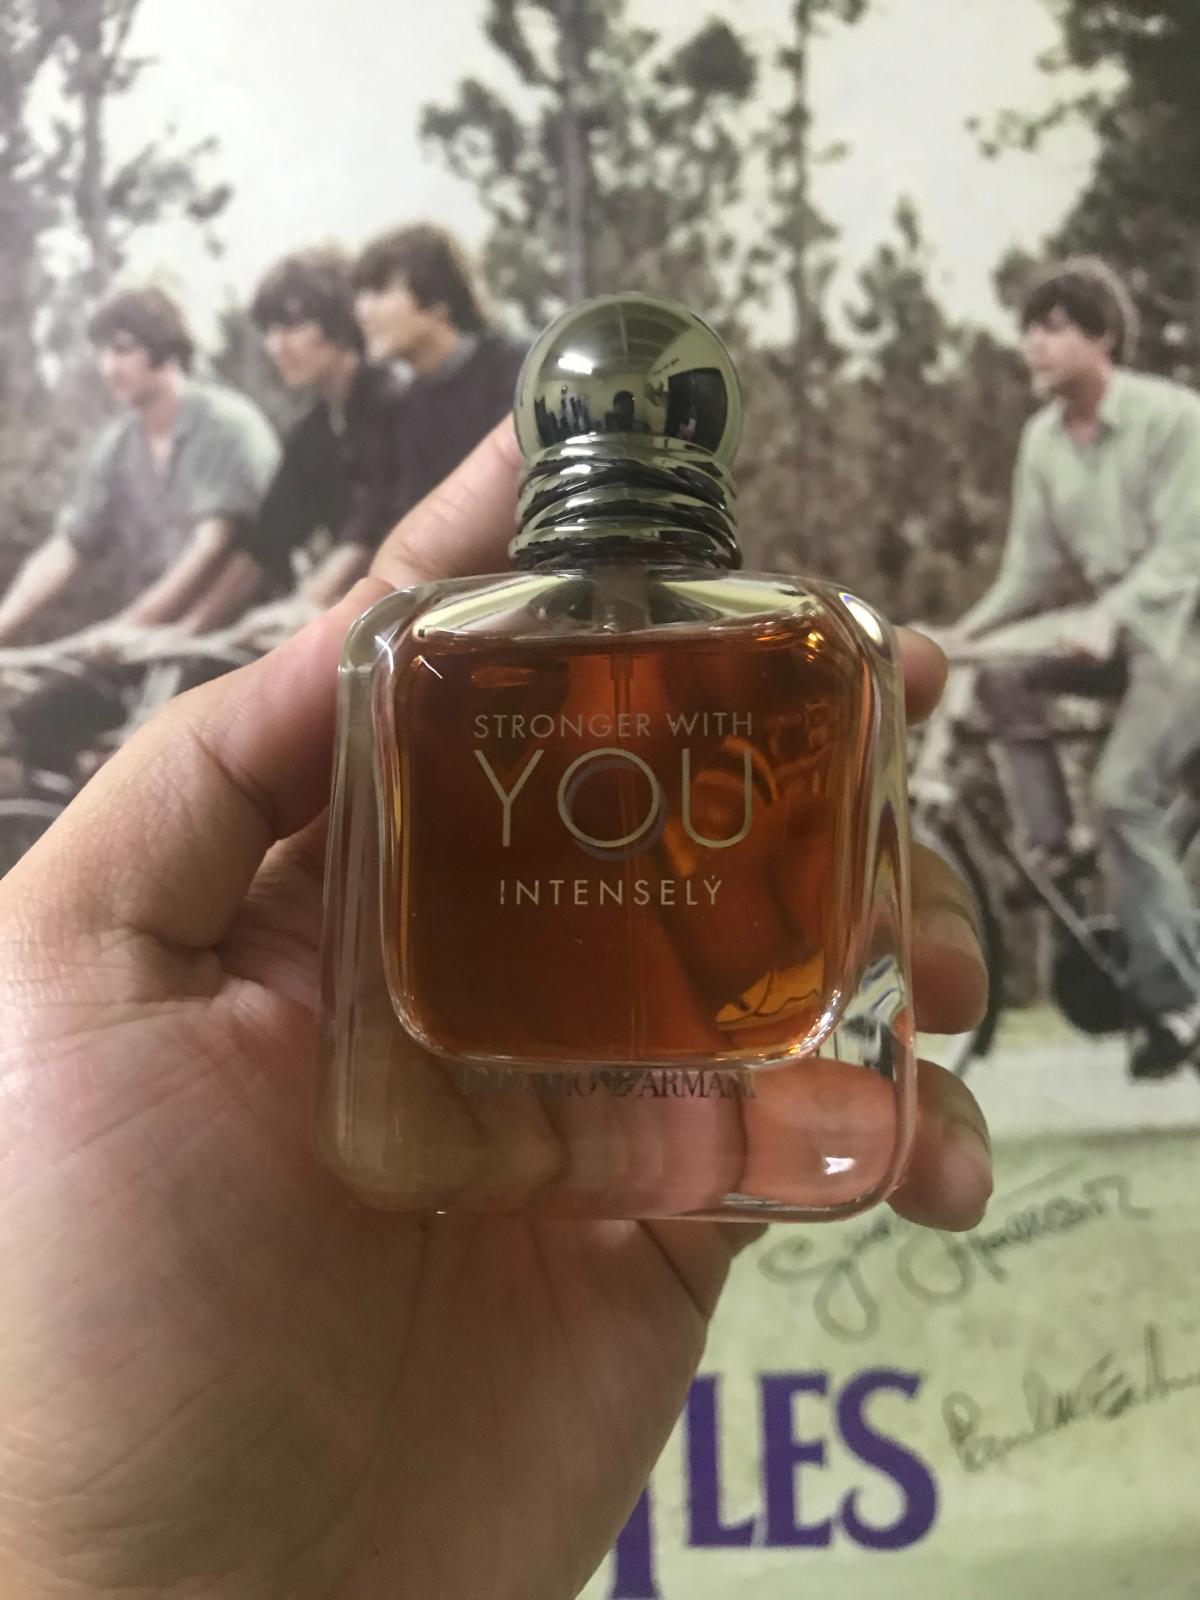 STRONGER WITH
YOU
INTENSELY
EMPORIO ARMANI
LES